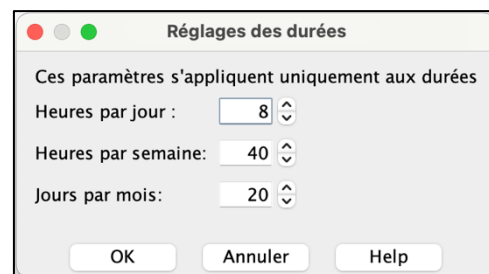 Réglages des durées
Ces paramètres s'appliquent uniquement aux durées
Heures par jour : 8
Heures par semaine: 40
Jours par mois: 20
OK Annuler Help